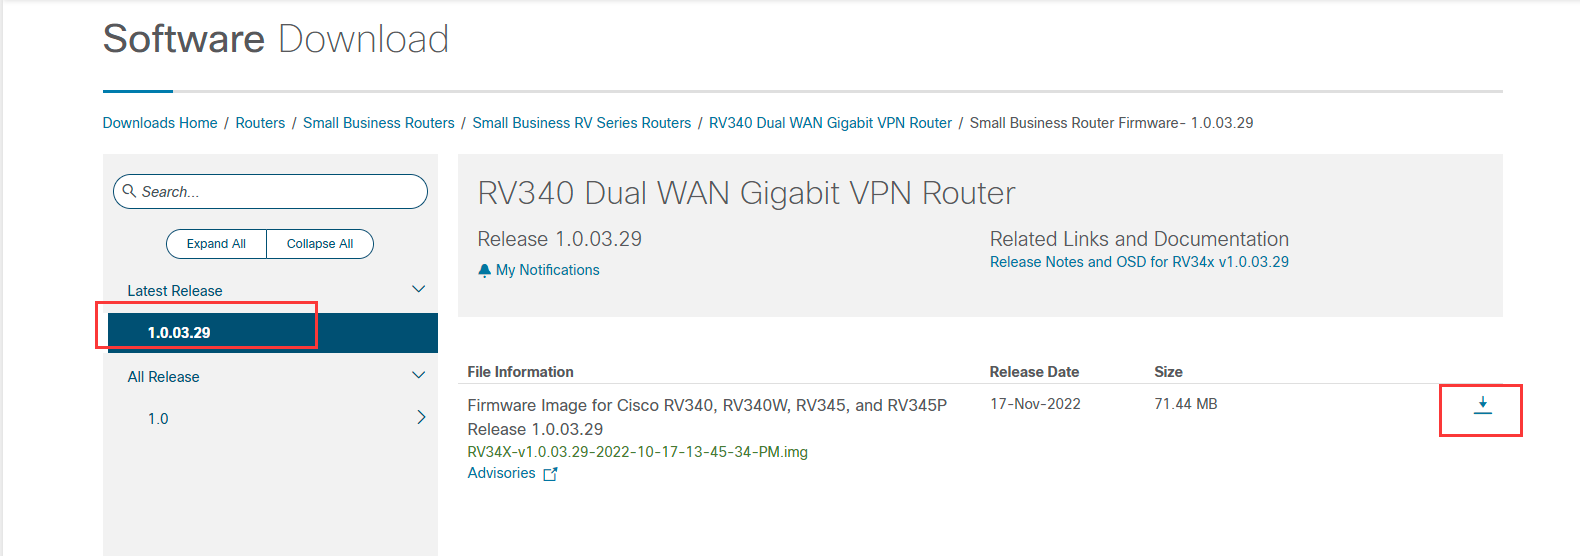 Software Download
Downloads Home / Routers / Small Business Routers / Small Business RV Series Routers / RV340 Dual WAN Gigabit VPN Router / Small Business Router Firmware- 1.0.03.29
Search...
Expand All
Collapse All
Latest Release
1.0.03.29
All Release
1.0
RV340 Dual WAN Gigabit VPN Router
Release 1.0.03.29
My Notifications
Related Links and Documentation
Release Notes and OSD for RV34x v1.0.03.29
File Information Release Date Size
Firmware Image for Cisco RV340, RV340W, RV345, and RV345P 17-Nov-2022 71.44 MB
Release 1.0.03.29
RV34X-v1.0.03.29-2022-10-17-13-45-34-PM.img
Advisories